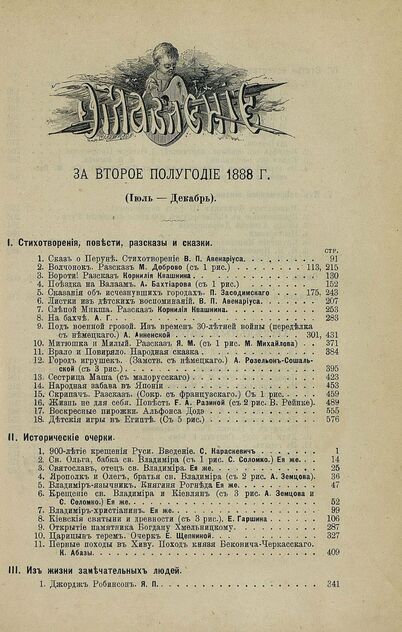 ОГЛАВЛЕНІЕ
ЗА ВТОРОЕ ПОЛУГОДІЕ 1888 Г.
(Іюль — Декабрь).
I. Стихотворенія, повѣсти, разсказы и сказки.
СТР.
1. Сказъ о Перунѣ. Стихотвореніе В. П. Авенаріуса. 91
2. Волчонокъ. Разсказъ М. Доброво (съ 1 рис.) 113, 215
3. Вороти! Разсказъ Корнилія Квашнина 130
4. Поѣздка на Валаамъ. А. Бахтіарова (съ 1 рис.) 152
5. Сказанія объ исчезнувшихъ городахъ. П. Засодимскаго 175, 243
6. Листки изъ дѣтскихъ воспоминаній. В. П. Авенаріуса. 207
7. Слѣпой Микша. Разсказъ Корнилія Квашнина. 253
8. На бахчѣ. А. Г. 283
9. Подъ военной грозой. Изъ временъ 30-лѣтней войны (передѣлка
съ нѣмецкаго). А. Анненской 301, 431
10. Митюшка и Милый. Разсказъ Я. М. (съ 1 рис. М. Михайлова) 371
11. Врало и Повирало. Народная сказка 384
12. Горохъ игрушекъ. (Заимств. съ нѣмецкаго) А. Розельонъ-Сошаль-
ской (съ 3 рис.) 395
13. Сестрица Маша (съ малорусскаго) 423
14. Народная забава въ Японіи 453
15. Скрипачъ. Разсказъ. (Сокр. съ французскаго.) Съ 1 рис. 459
16. Жизнь не для себя. Повѣсть Е. А. Разиной (съ 2 рис. В. Рейнке). 489
17. Воскресные пирожки. Альфонса Додэ 555
18. Дѣтскія игры въ Египтѣ. (Съ 5 рис.) 576
II. Историческіе очерки.
1. 900-лѣтіе крещенія Руси. Введеніе. С. Караскевичъ 1
2. Св. Ольга, бабка св. Владиміра (съ 1 рис. С. Соломко.) Ея же. 14
3. Святославъ, отецъ св. Владиміра. Ея же. 25
4. Ярополкъ и Олегъ, братья св. Владиміра (съ 2 рис. А. Земцова). 36
5. Владиміръ-язычникъ. Княгиня Рогнѣда Ея же 47
6. Крещеніе св. Владиміра и Кіевлянъ (съ 3 рис. А. Земцова и
С. Соломко.) Ея же 52
7. Владиміръ-христіанинъ. Ея же 99
8. Кіевскія святыни и древности (съ 3 рис.). Е. Гаршина 106
9. Открытіе памятника Богдану Хмельницкому 287
10. Царицынъ теремъ. Очеркъ Е. Щепкиной 327
11. Первые походы въ Хиву. Походъ князя Бековича-Черкасскаго.
К. Абазы 409
III. Изъ жизни замѣчательныхъ людей.
1. Джорджъ Робинсонъ. Я. П. 341